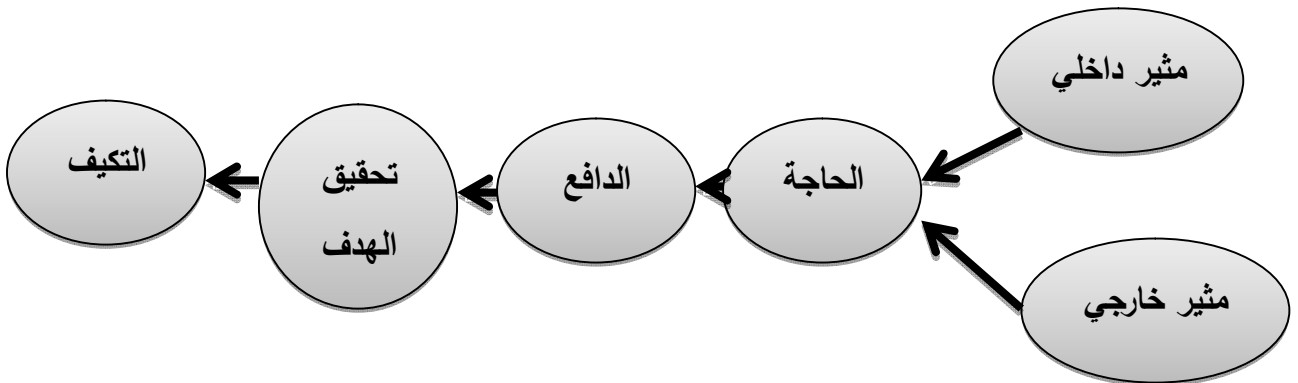 مثير داخلي
مثير خارجي
الحاجة
الدافع
تحقيق
الهدف
التكيف